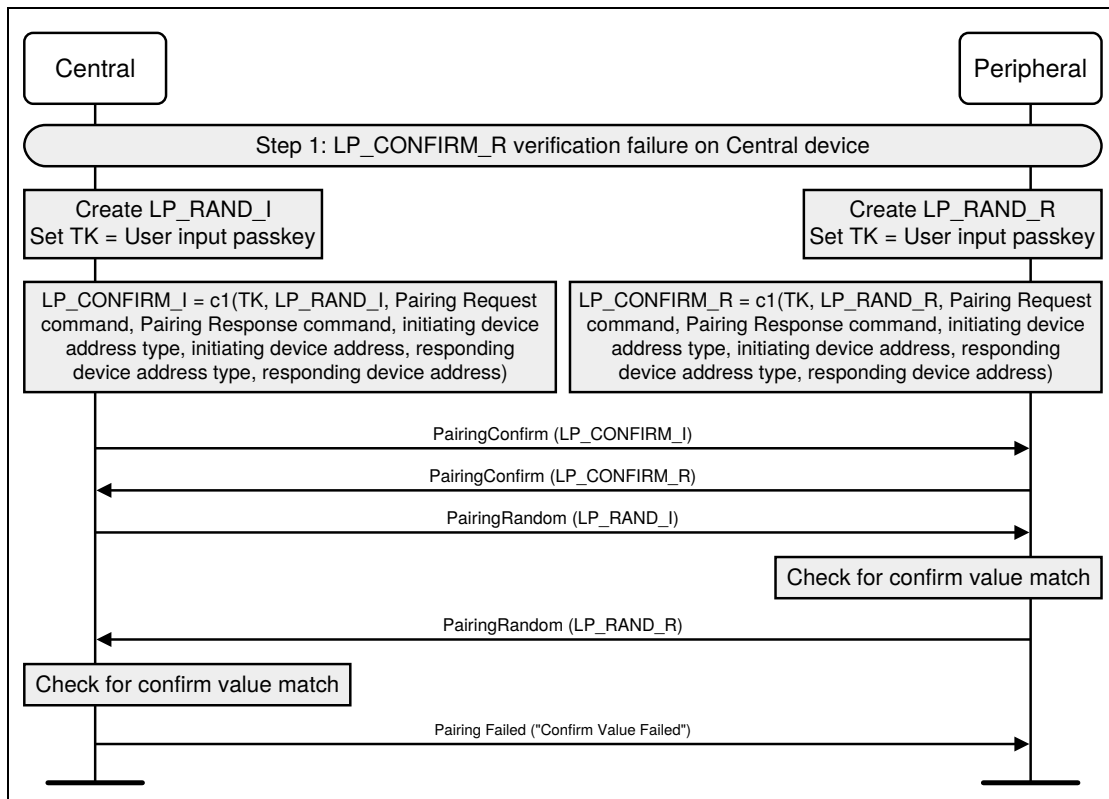 Central
Peripheral
Step 1: LP_CONFIRM_R verification failure on Central device
Create LP_RAND_I
Set TK = User input passkey
Create LP_RAND_R
Set TK = User input passkey
LP_CONFIRM_I = c1(TK, LP_RAND_I, Pairing Request
command, Pairing Response command, initiating device
address type, initiating device address, responding
device address type, responding device address)
LP_CONFIRM_R = c1(TK, LP_RAND_R, Pairing Request
command, Pairing Response command, initiating device
address type, initiating device address, responding
device address type, responding device address)
PairingConfirm (LP_CONFIRM_I)
PairingConfirm (LP_CONFIRM_R)
PairingRandom (LP_RAND_I)
Check for confirm value match
PairingRandom (LP_RAND_R)
Check for confirm value match
Pairing Failed ("Confirm Value Failed")